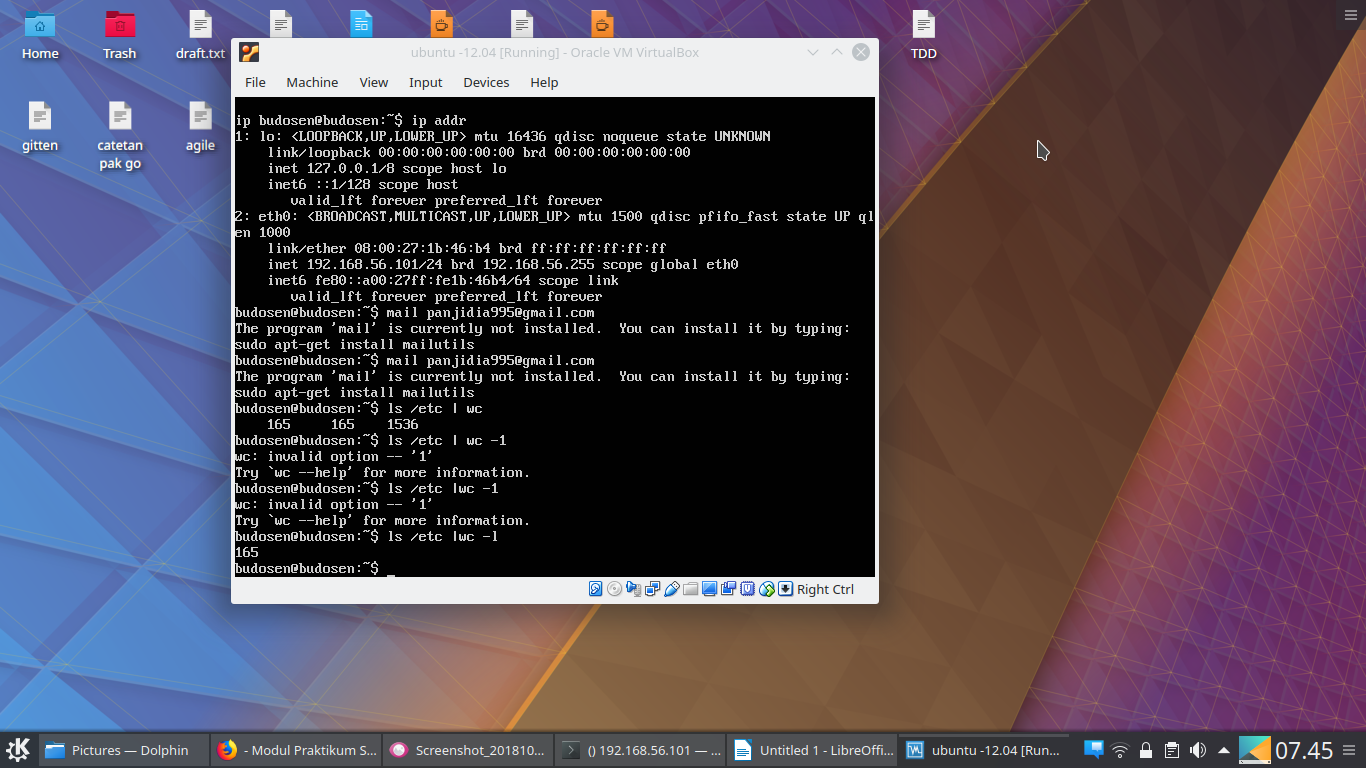 Home
Trash
draft.txt
TDD
gitten
catetan
pak go
agile
ubuntu -12.04 [Running] - Oracle VM VirtualBox
File Machine View Input Devices Help
ip budosen@budosen:~$ ip addr
1: lo: <LOOPBACK,UP,LOWER_UP> mtu 16436 qdisc noqueue state UNKNOWN
    link/loopback 00:00:00:00:00:00 brd 00:00:00:00:00:00
    inet 127.0.0.1/8 scope host lo
    inet6 ::1/128 scope host
       valid_lft forever preferred_lft forever
2: eth0: <BROADCAST,MULTICAST,UP,LOWER_UP> mtu 1500 qdisc pfifo_fast state UP ql
en 1000
    link/ether 08:00:27:1b:46:b4 brd ff:ff:ff:ff:ff:ff
    inet 192.168.56.101/24 brd 192.168.56.255 scope global eth0
    inet6 fe80::a00:27ff:fe1b:46b4/64 scope link
       valid_lft forever preferred_lft forever
budosen@budosen:~$ mail panjidia995@gmail.com
The program 'mail' is currently not installed.  You can install it by typing:
sudo apt-get install mailutils
budosen@budosen:~$ mail panjidia995@gmail.com
The program 'mail' is currently not installed.  You can install it by typing:
sudo apt-get install mailutils
budosen@budosen:~$ ls /etc | wc
    165     165    1536
budosen@budosen:~$ ls /etc | wc -1
wc: invalid option -- '1'
Try `wc --help' for more information.
budosen@budosen:~$ ls /etc |wc -1
wc: invalid option -- '1'
Try `wc --help' for more information.
budosen@budosen:~$ ls /etc |wc -l
165
budosen@budosen:~$
Right Ctrl
Pictures — Dolphin
- Modul Praktikum S...
Screenshot_201810...
() 192.168.56.101 — ...
Untitled 1 - LibreOffi...
ubuntu -12.04 [Run...
07.45